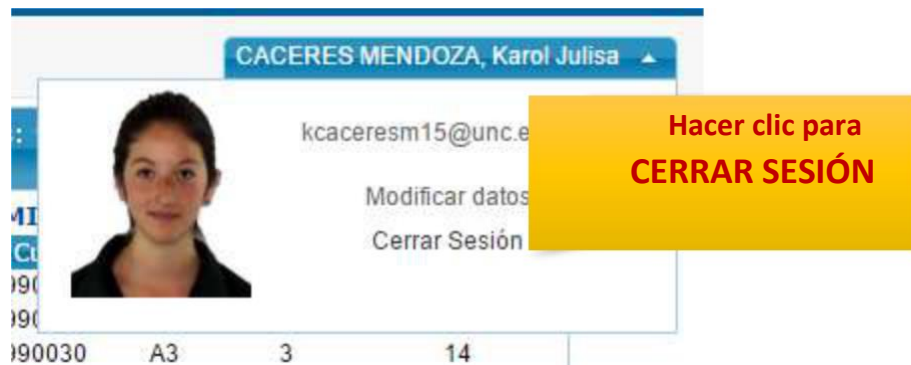 CACERES MENDOZA, Karol Julisa
kcaceresm15@unc.e
Modificar datos
Cerrar Sesión
Hacer clic para
CERRAR SESIÓN
990030 A3 3 14